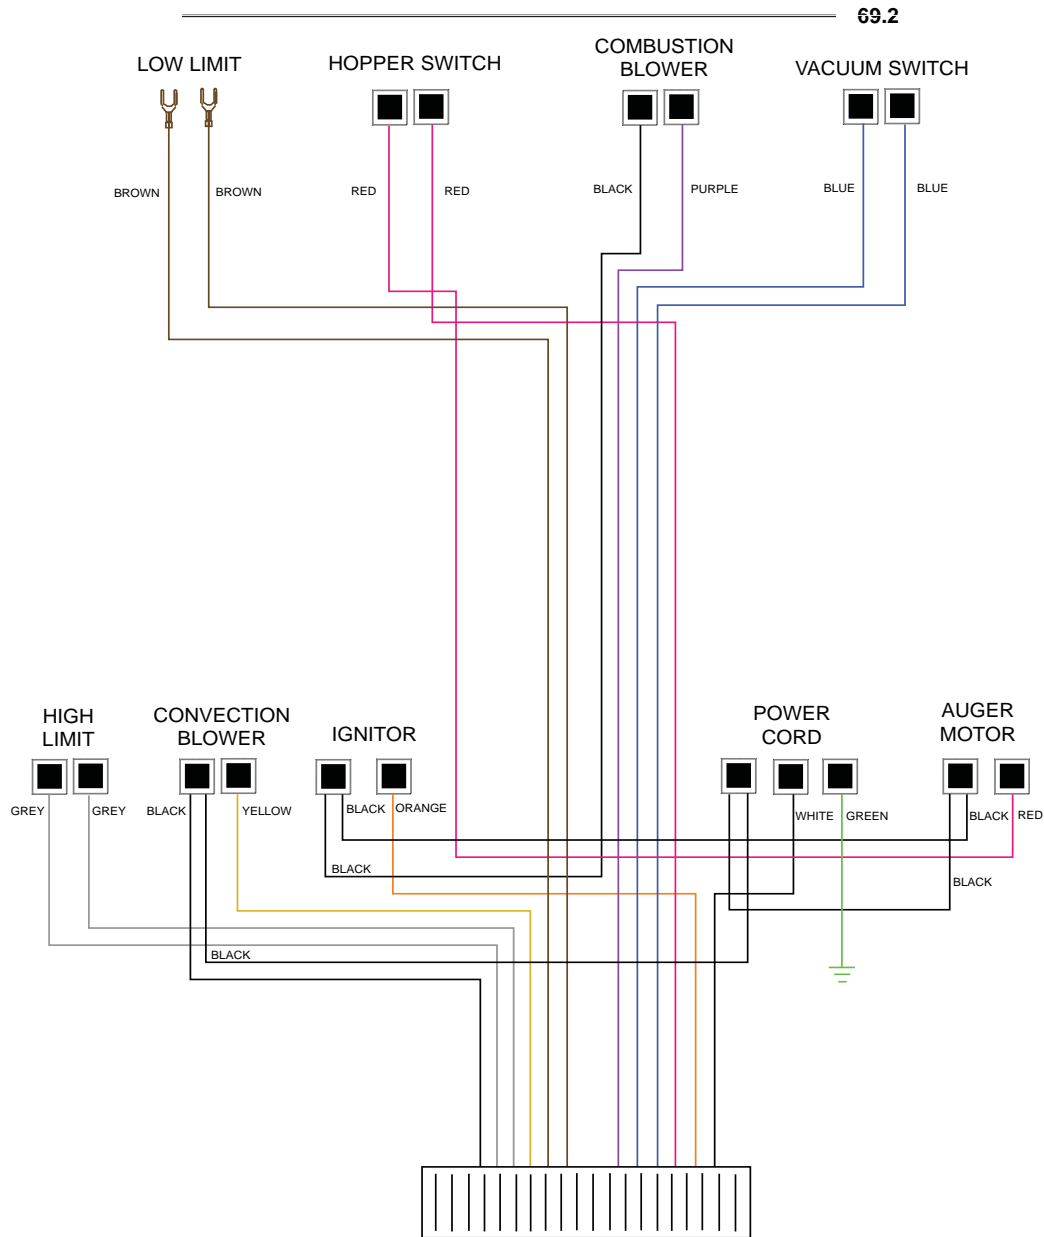 69.2
LOW LIMIT
HOPPER SWITCH
COMBUSTION
BLOWER
VACUUM SWITCH
BROWN
BROWN
RED
RED
BLACK
PURPLE
BLUE
BLUE
HIGH
LIMIT
CONVECTION
BLOWER
IGNITOR
POWER
CORD
AUGER
MOTOR
GREY
GREY
BLACK
YELLOW
BLACK
ORANGE
WHITE
GREEN
BLACK
RED
BLACK
BLACK
BLACK